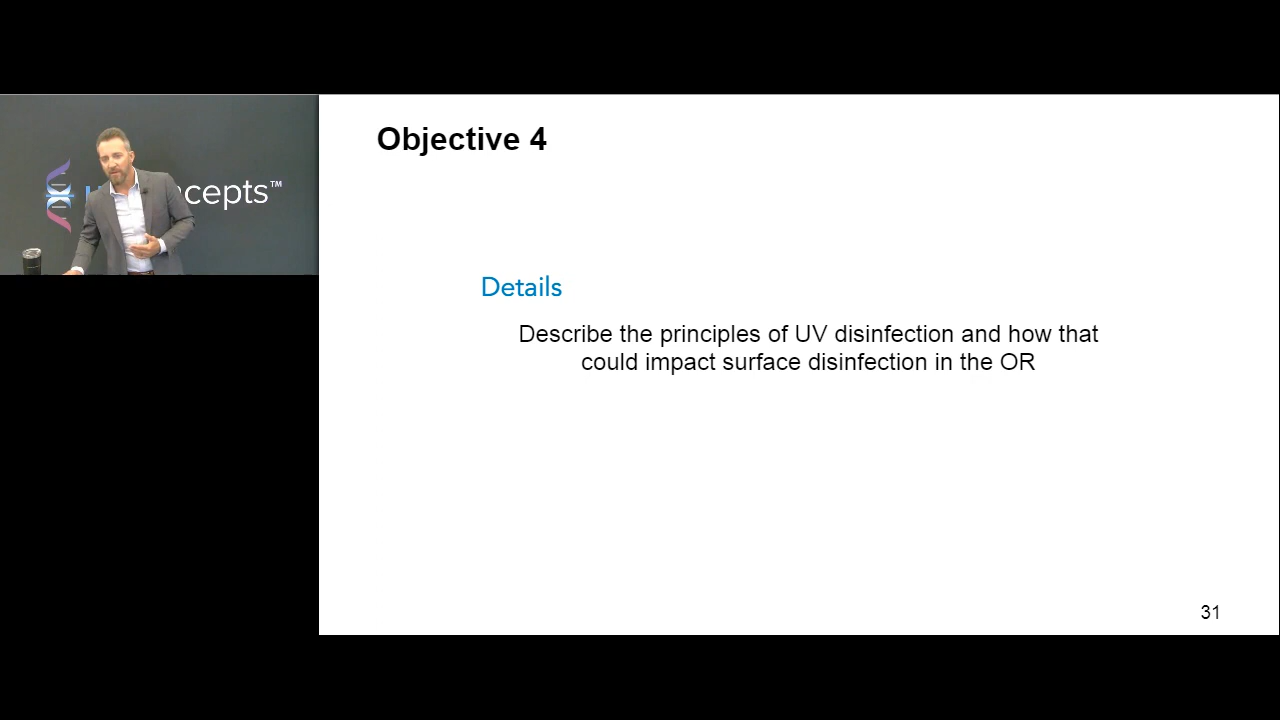 cepts™
Objective 4
Details
Describe the principles of UV disinfection and how that
could impact surface disinfection in the OR
31